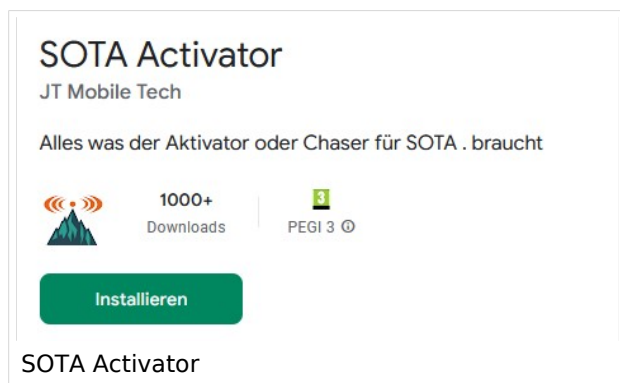 SOTA Activator
JT Mobile Tech
Alles was der Aktivator oder Chaser für SOTA . braucht
1000+
Downloads
3
PEGI 3
Installieren
SOTA Activator